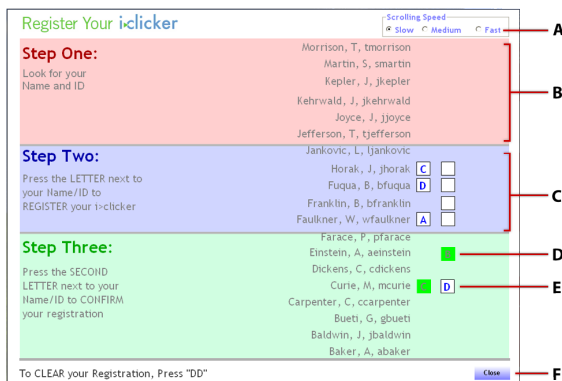 Register Your i>clicker
Scrolling Speed
Slow Medium Fast
A
Step One:
Look for your
Name and ID
Morrison, T, tmorrison
Martin, S, smartin
Kepler, J, jkepler
Kehrwald, J, jkehrwald
Joyce, J, jjoyce
Jefferson, T, tjefferson
B
Jankovic, L, ljankovic
Step Two:
Press the LETTER next to
your Name/ID to
REGISTER your i>clicker
Horak, J, jhorak C
Fuqua, B, bfuqua D
Franklin, B, bfranklin
Faulkner, W, wfaulkner A
C
Farace, P, pfarace
Step Three:
Press the SECOND
LETTER next to your
Name/ID to CONFIRM
your registration
Einstein, A, aeinstein
D
Dickens, C, cdickens
Curie, M, mcurie C D
E
Carpenter, C, ccarpenter
Bueti, G, gbueti
Baldwin, J, jbaldwin
Baker, A, abaker
To CLEAR your Registration, Press "DD"
Close
F